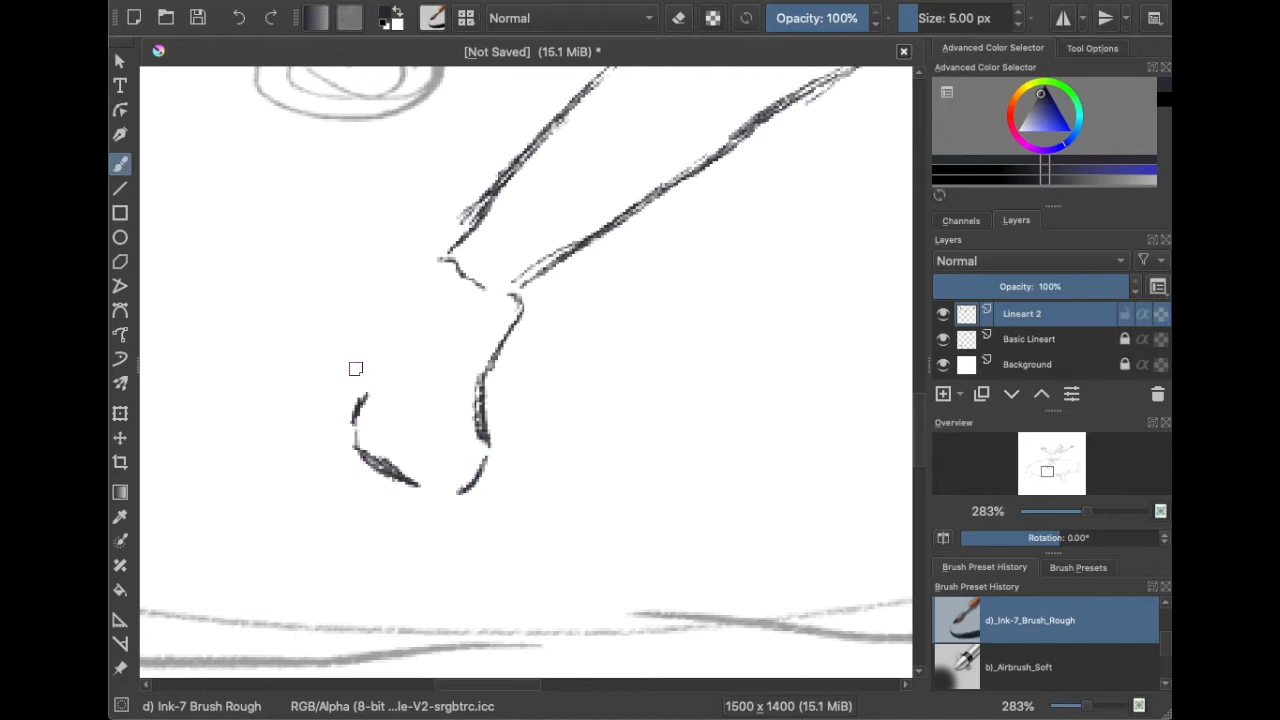 Normal
Opacity: 100%
Size: 5.00 px
[Not Saved] (15.1 MiB) *
Advanced Color Selector
Tool Options
Advanced Color Selector
Channels
Layers
Layers
Normal
Opacity: 100%
Lineart 2
Basic Lineart
Background
Overview
283%
Rotation: 0.00°
Brush Preset History
Brush Presets
Brush Preset History
d)_Ink-7_Brush_Rough
b)_Airbrush_Soft
d) Ink-7 Brush Rough
RGB/Alpha (8-bit ...le-V2-srgbtrc.icc
1500 x 1400 (15.1 MiB)
283%